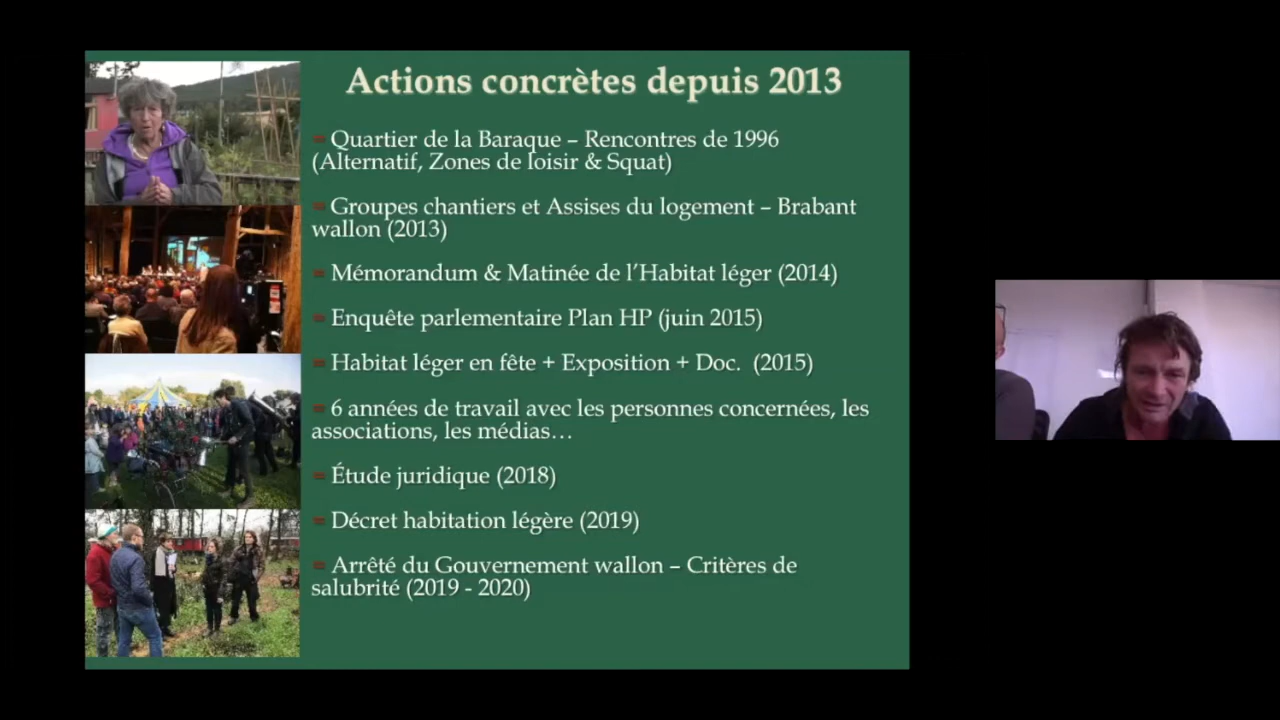 Actions concrètes depuis 2013
Quartier de la Baraque – Rencontres de 1996
(Alternatif, Zones de loisir & Squat)
Groupes chantiers et Assises du logement – Brabant
wallon (2013)
Mémorandum & Matinée de l’Habitat léger (2014)
Enquête parlementaire Plan HP (juin 2015)
Habitat léger en fête + Exposition + Doc. (2015)
6 années de travail avec les personnes concernées, les
associations, les médias…
Étude juridique (2018)
Décret habitation légère (2019)
Arrêté du Gouvernement wallon – Critères de
salubrité (2019 - 2020)